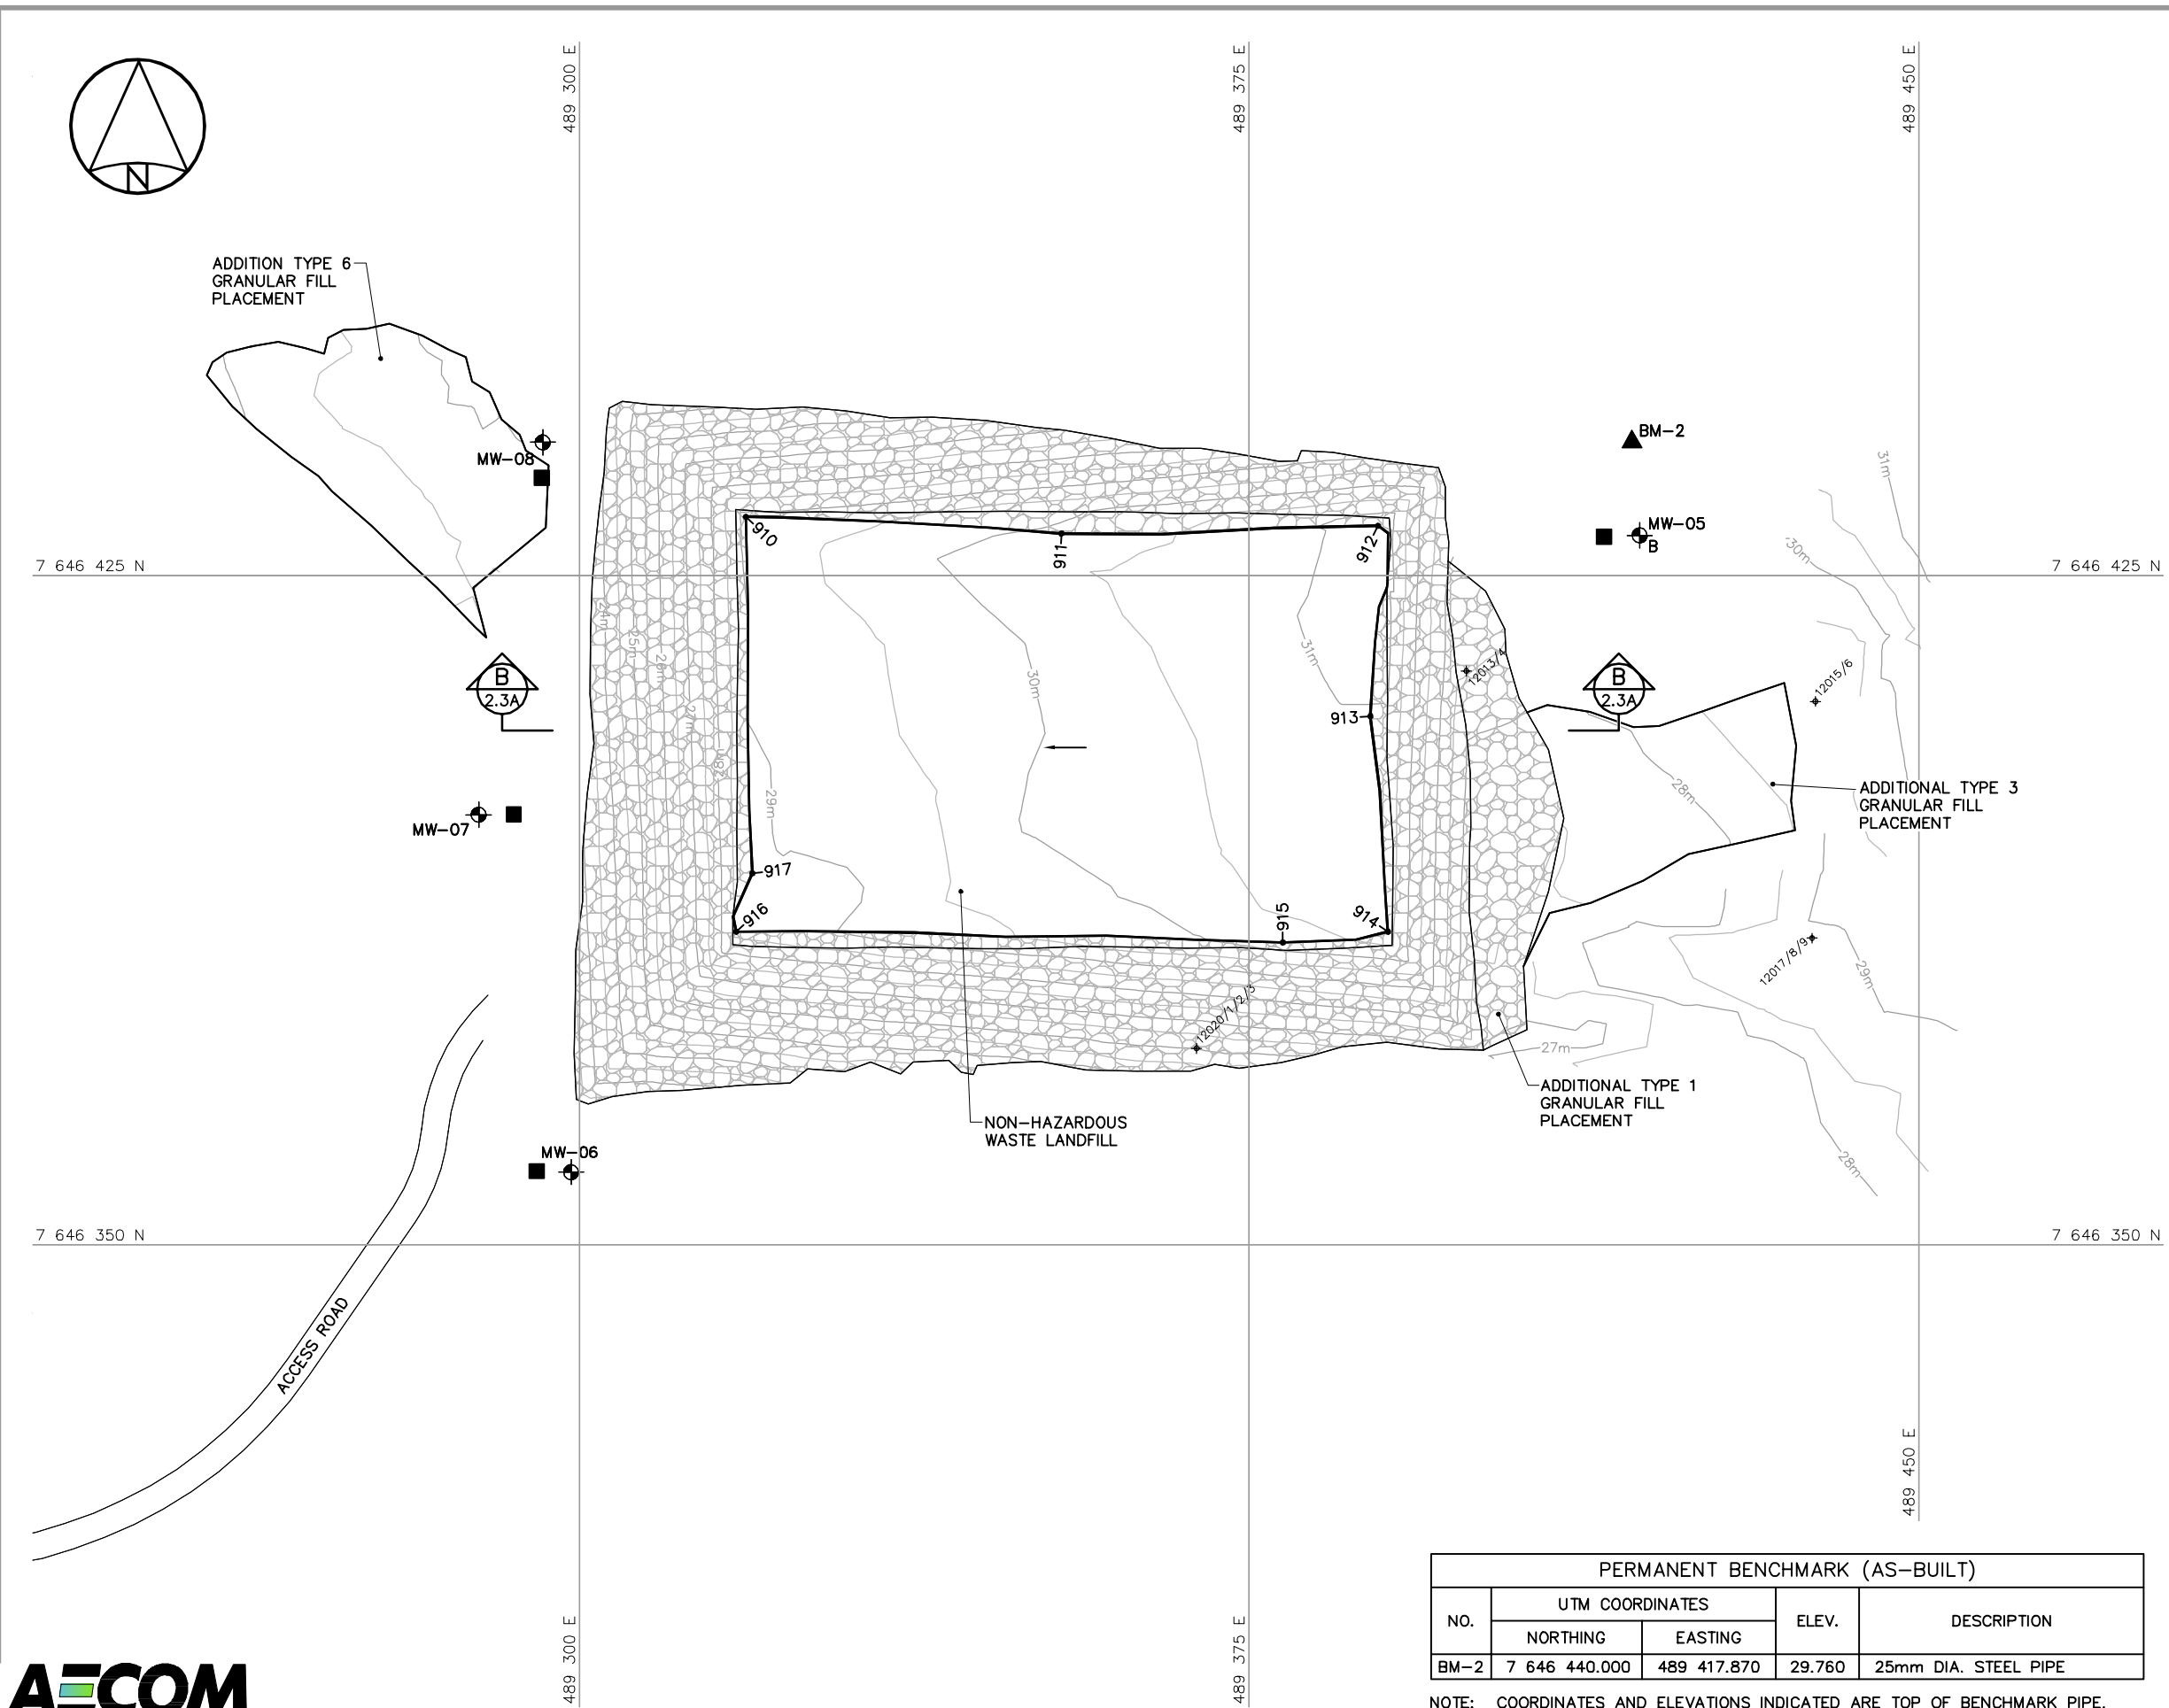 489 300 E
489 375 E
489 450 E
N
ADDITION TYPE 6
GRANULAR FILL
PLACEMENT
MW-08
BM-2
MW-05
B
31m
30m
7 646 425 N
7 646 425 N
910
911
912
24m
25m
26m
27m
28m
29m
30m
31m
B
2.3A
B
2.3A
12013/4
12015/6
913
28m
ADDITIONAL TYPE 3
GRANULAR FILL
PLACEMENT
MW-07
917
916
915
914
12017/8/9
29m
12020/1/2/3
27m
ADDITIONAL TYPE 1
GRANULAR FILL
PLACEMENT
NON-HAZARDOUS
WASTE LANDFILL
28m
MW-06
7 646 350 N
7 646 350 N
ACCESS ROAD
489 450 E
489 300 E
489 375 E
PERMANENT BENCHMARK (AS-BUILT)
NO.
UTM COORDINATES
ELEV.
DESCRIPTION
NORTHING
EASTING
BM-2 7 646 440.000 489 417.870 29.760 25mm DIA. STEEL PIPE
NOTE: COORDINATES AND ELEVATIONS INDICATED ARE TOP OF BENCHMARK PIPE.
AECOM